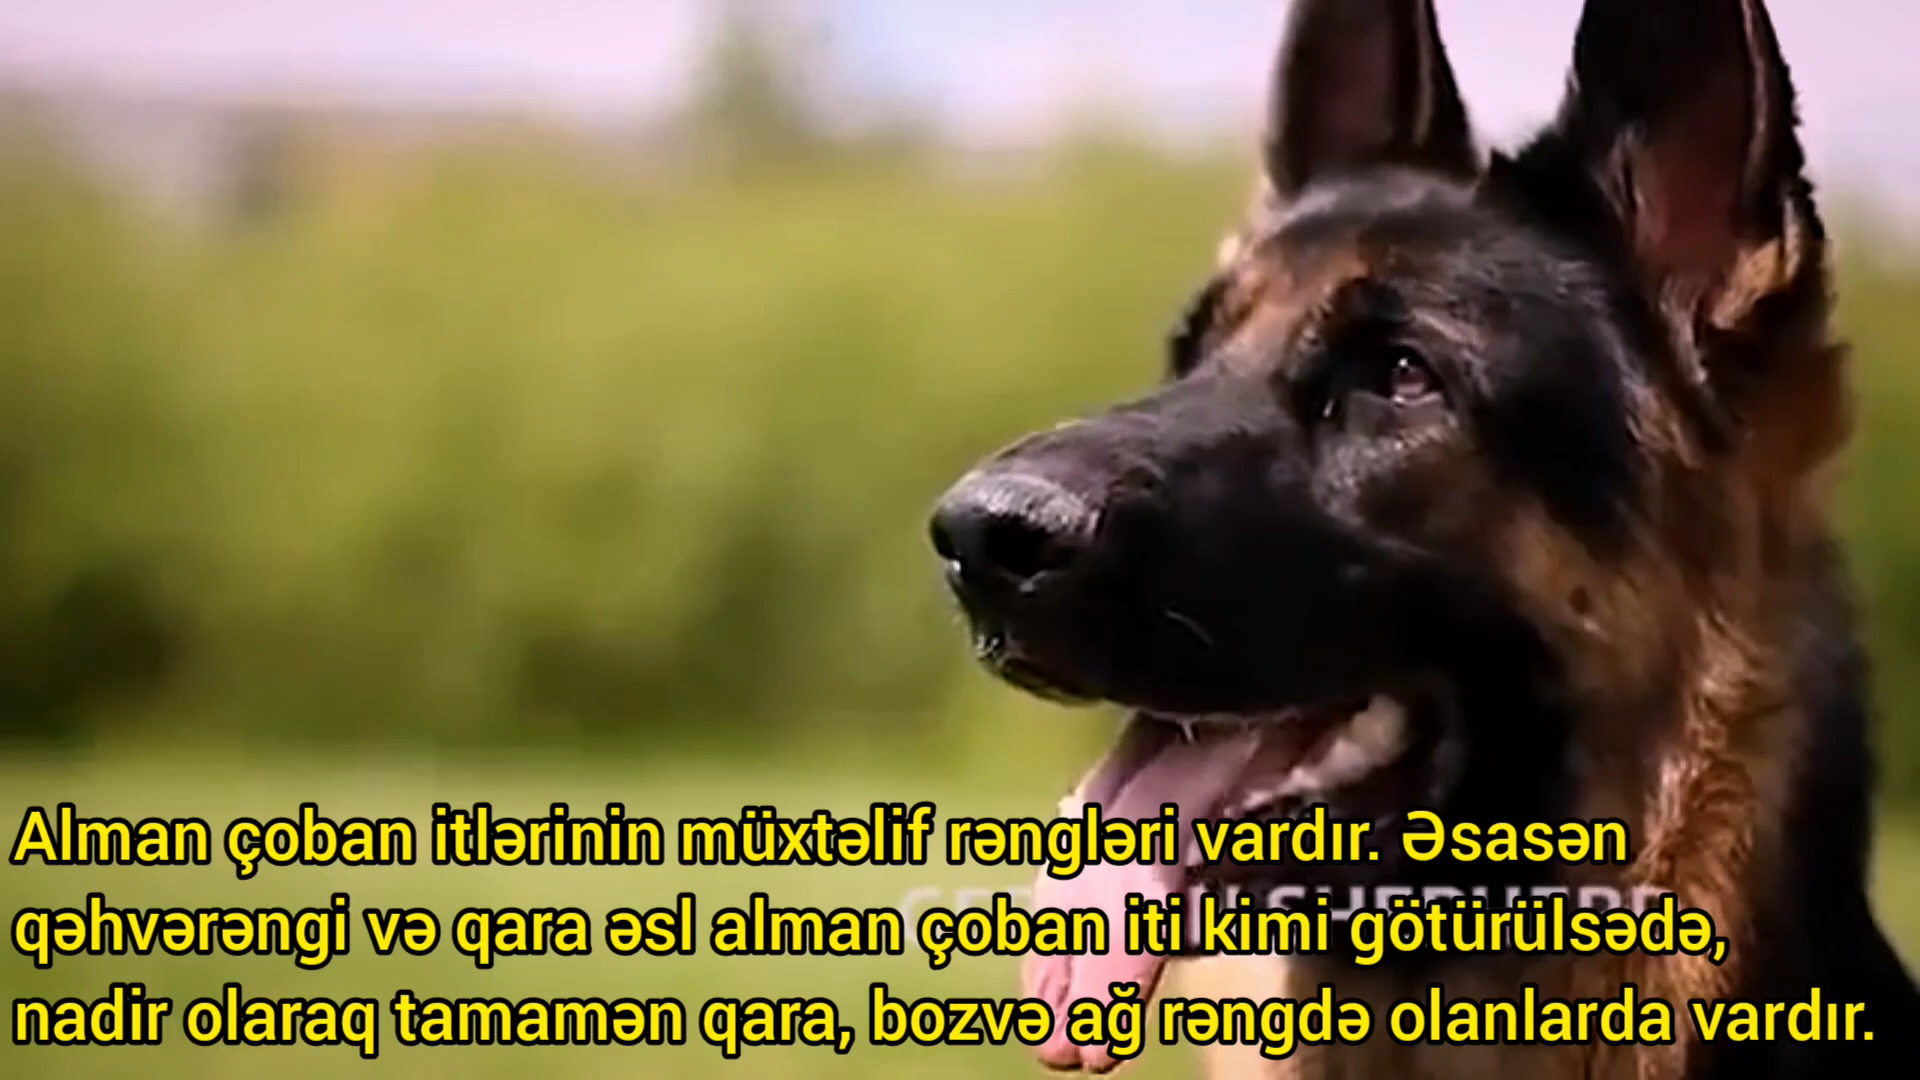 Alman çoban itlərinin müxtəlif rəngləri vardır. Əsasən
qəhvərəngi və qara əsl alman çoban iti kimi götürülsədə,
nadir olaraq tamamən qara, bozvə ağ rəngdə olanlarda vardır.